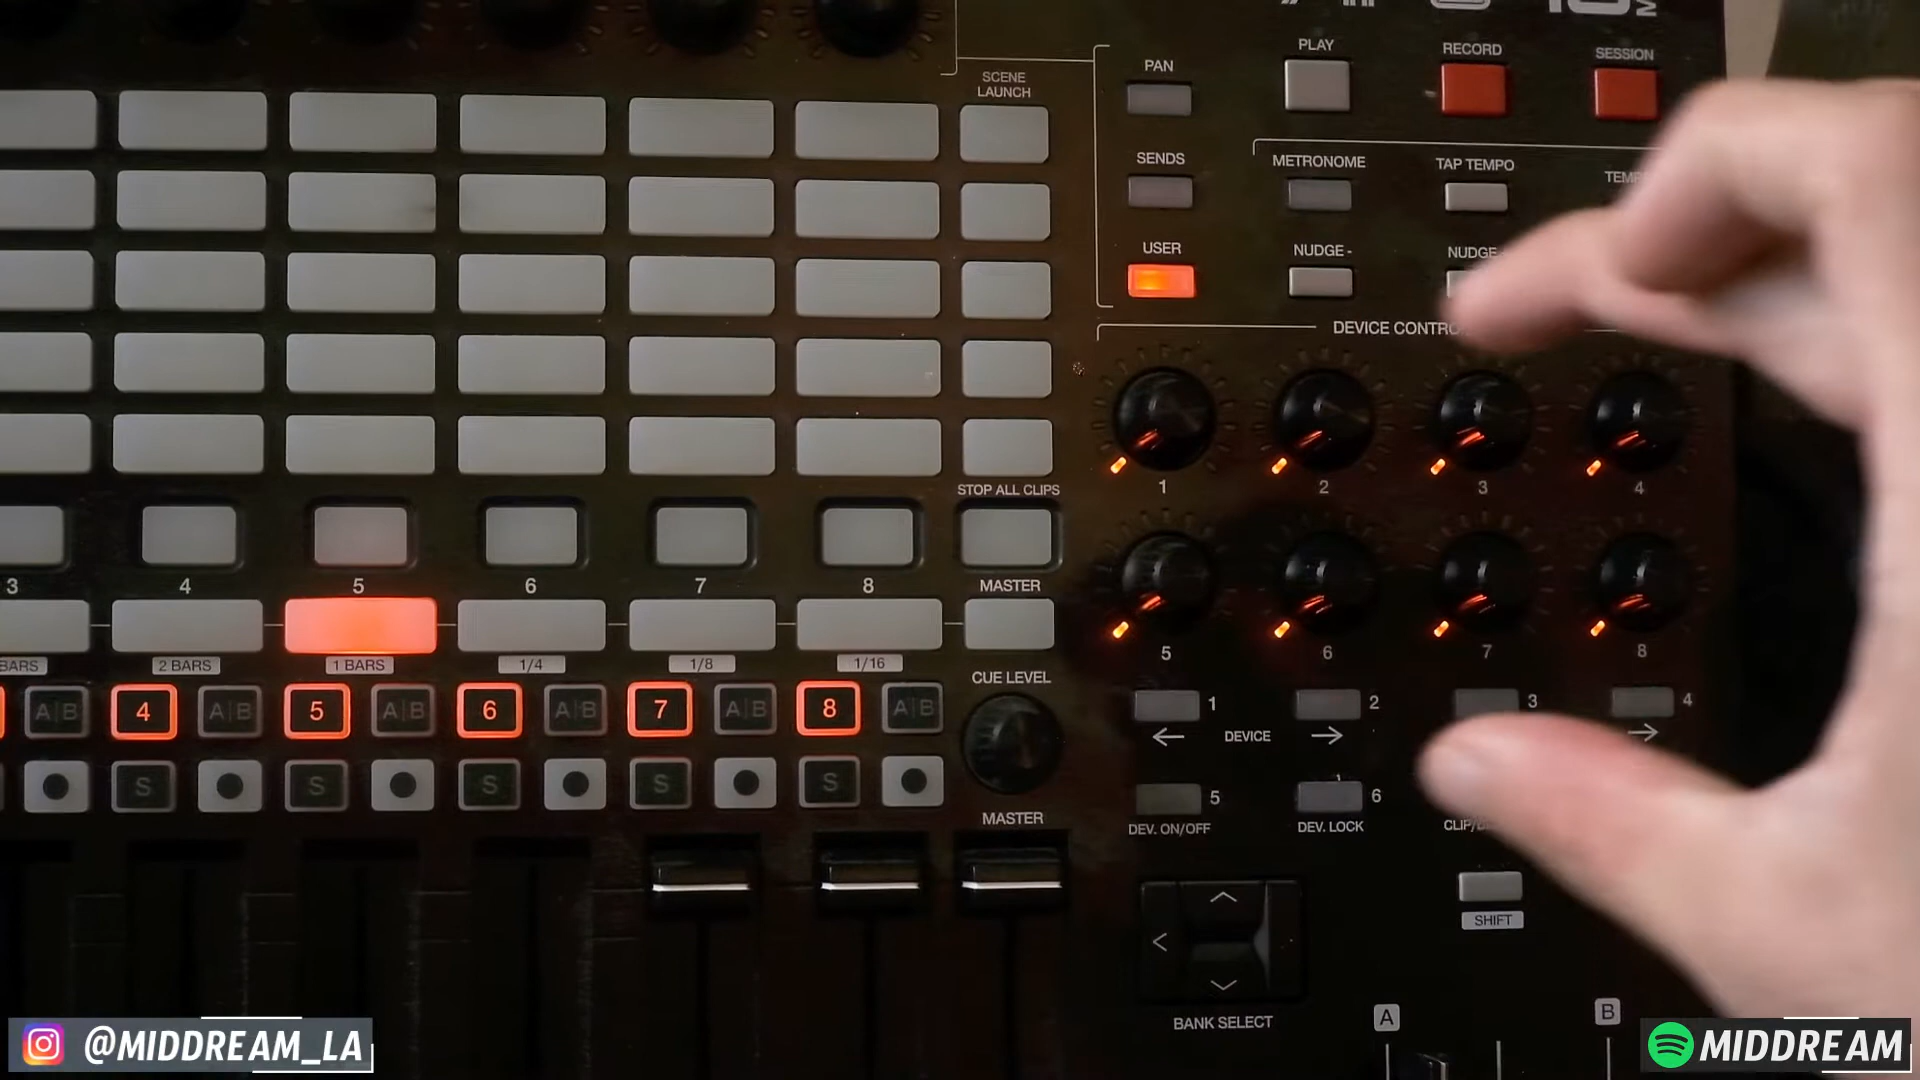 PLAY
RECORD
SESSION
PAN
SCENE
LAUNCH
SENDS
METRONOME
TAP TEMPO
USER
NUDGE -
NUDGE
STOP ALL CLIPS
1
2
3
4
3
4
5
6
7
8
MASTER
5
6
7
8
BARS
2 BARS
1 BARS
1/4
1/8
1/16
CUE LEVEL
A|B
4
A|B
5
A|B
6
A|B
7
A|B
8
A|B
1
2
3
4
← DEVICE →
→
S
S
S
S
S
5
6
DEV. ON/OFF
DEV. LOCK
MASTER
SHIFT
BANK SELECT
A
B
@MIDDREAM_LA
MIDDREAM